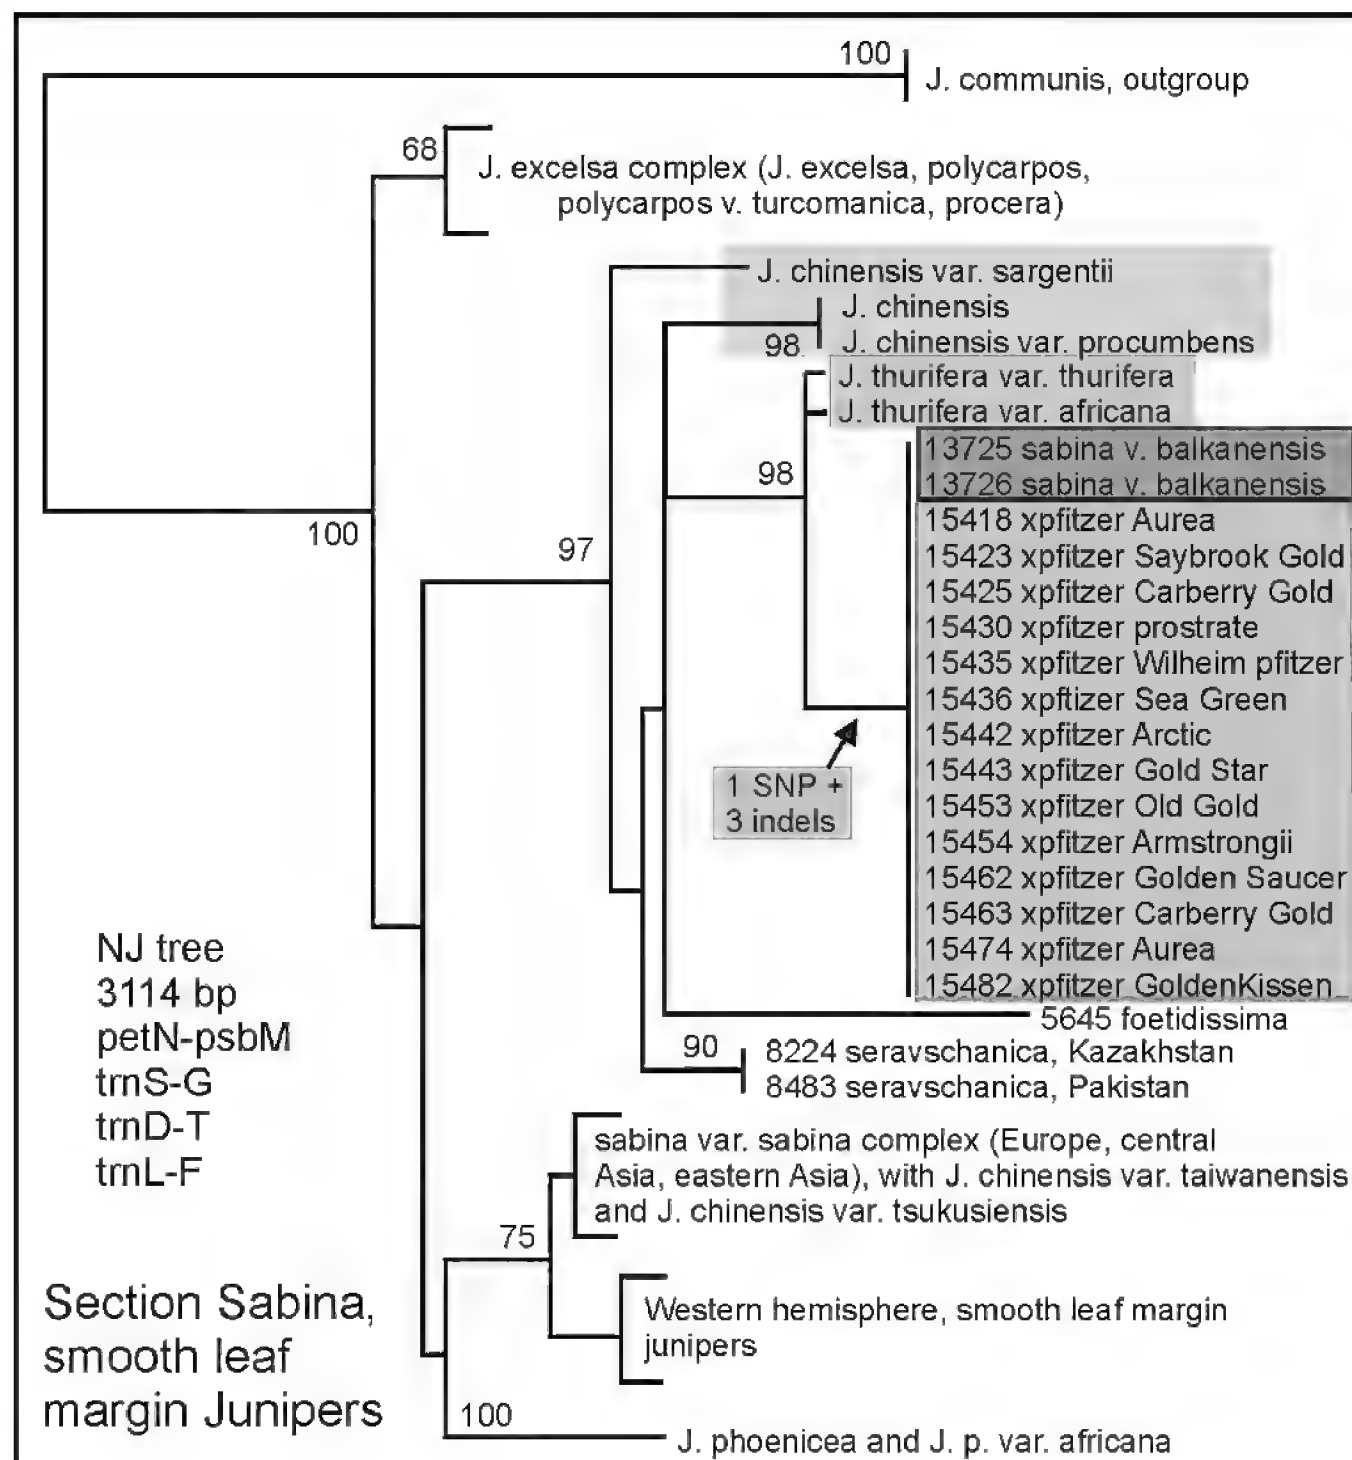 100
J. communis, outgroup
68
J. excelsa complex (J. excelsa, polycarpos,
polycarpos v. turcomanica, procera)
J. chinensis var. sargentii
J. chinensis
98
J. chinensis var. procumbens
J. thurifera var. thurifera
J. thurifera var. africana
98
13725 sabina v. balkanensis
13726 sabina v. balkanensis
15418 xpfitzer Aurea
100
97
15423 xpfitzer Saybrook Gold
15425 xpfitzer Carberry Gold
15430 xpfitzer prostrate
15435 xpfitzer Wilheim pfitzer
15436 xpftizer Sea Green
15442 xpfitzer Arctic
15443 xpfitzer Gold Star
15453 xpfitzer Old Gold
15454 xpfitzer Armstrongii
15462 xpfitzer Golden Saucer
15463 xpfitzer Carberry Gold
15474 xpfitzer Aurea
15482 xpfitzer GoldenKissen
1 SNP +
3 indels
5645 foetidissima
90
8224 seravschanica, Kazakhstan
8483 seravschanica, Pakistan
NJ tree
3114 bp
petN-psbM
trnS-G
trnD-T
trnL-F
sabina var. sabina complex (Europe, central
Asia, eastern Asia), with J. chinensis var. taiwanensis
and J. chinensis var. tsukusiensis
75
Western hemisphere, smooth leaf margin
junipers
Section Sabina,
smooth leaf
margin Junipers
100
J. phoenicea and J. p. var. africana